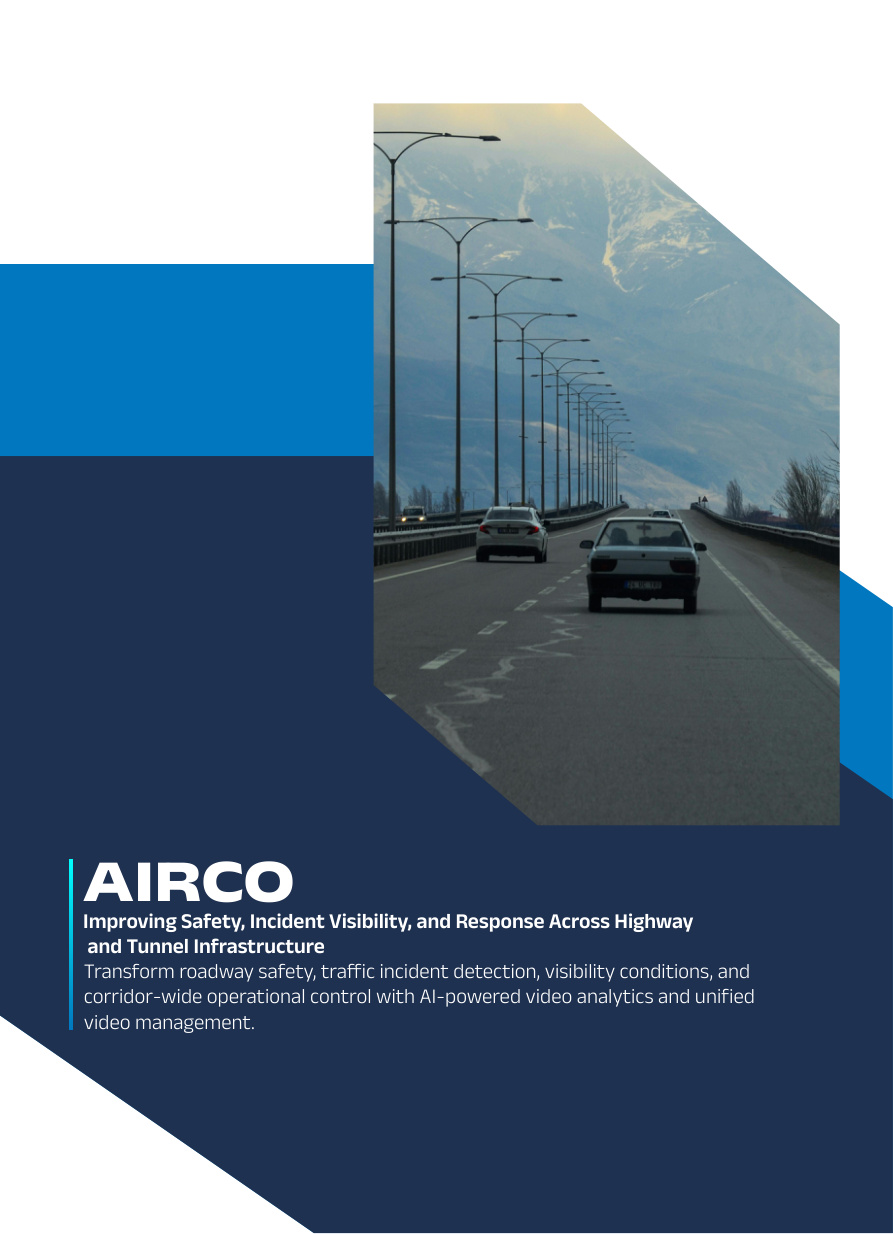 AIRCO
Improving Safety, Incident Visibility, and Response Across Highway
and Tunnel Infrastructure
Transform roadway safety, traffic incident detection, visibility conditions, and
corridor-wide operational control with AI-powered video analytics and unified
video management.